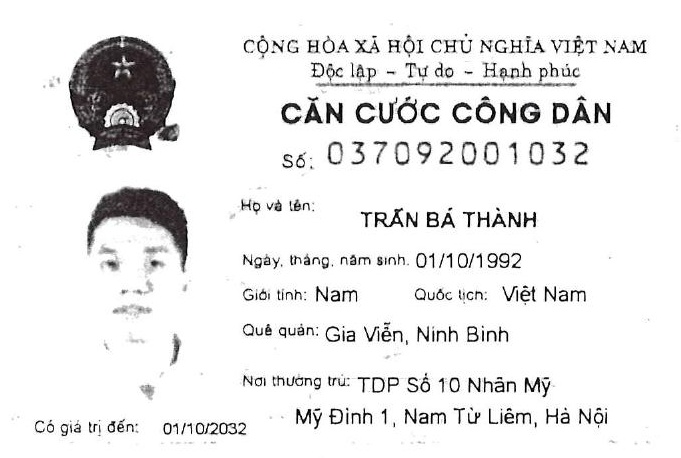 CỘNG HÒA XÃ HỘI CHỦ NGHĨA VIỆT NAM
Độc lập - Tự do - Hạnh phúc
CĂN CƯỚC CÔNG DÂN
Số: 037092001032
Họ và tên: TRẦN BÁ THÀNH
Ngày, tháng, năm sinh: 01/10/1992
Giới tính: Nam Quốc tịch: Việt Nam
Quê quán: Gia Viễn, Ninh Bình
Nơi thường trú: TDP Số 10 Nhân Mỹ
Mỹ Đình 1, Nam Từ Liêm, Hà Nội
Có giá trị đến: 01/10/2032